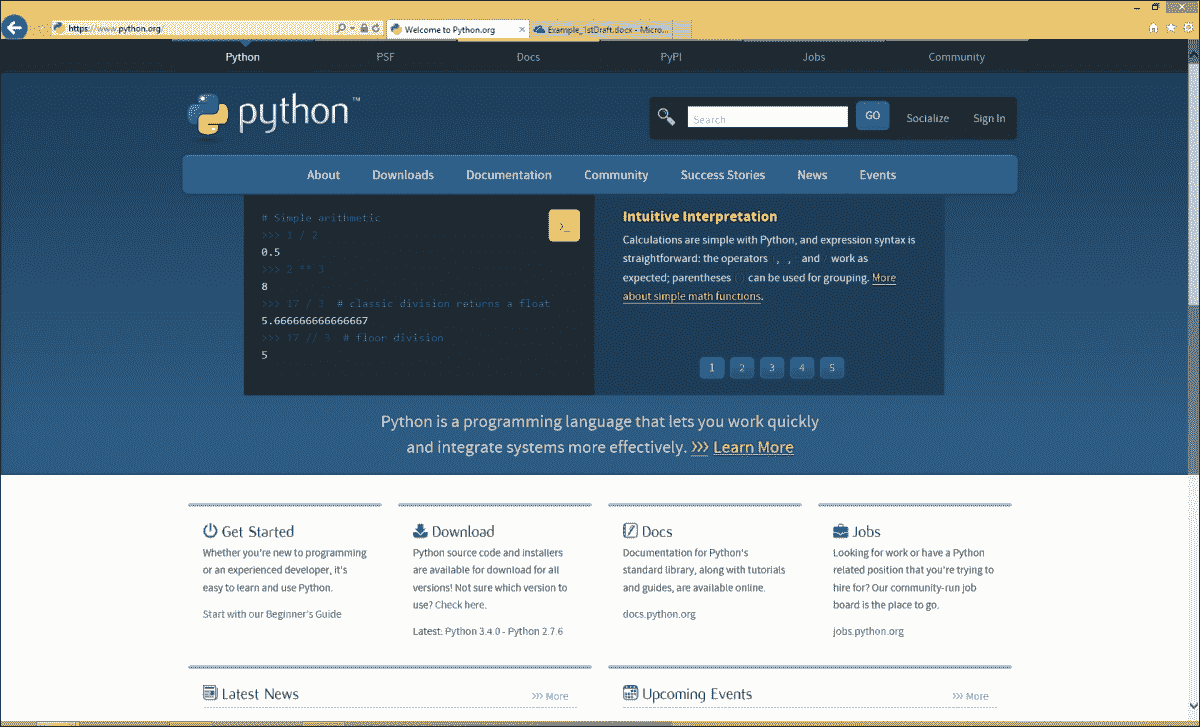 https://www.python.org/
Welcome to Python.org
Example_1stDraft.docx - Micro...
Python PSF Docs PyPI Jobs Community
python™
Search
GO
Socialize
Sign In
About Downloads Documentation Community Success Stories News Events
# Simple arithmetic
>>> 1 / 2
0.5
>>> 2 ** 3
8
>>> 17 / 3 # classic division returns a float
5.666666666666667
>>> 17 // 3 # floor division
5
>_
Intuitive Interpretation
Calculations are simple with Python, and expression syntax is
straightforward: the operators , , and work as
expected; parentheses can be used for grouping. More
about simple math functions.
1 2 3 4 5
Python is a programming language that lets you work quickly
and integrate systems more effectively. >>> Learn More
Get Started
Whether you're new to programming
or an experienced developer, it's
easy to learn and use Python.
Start with our Beginner's Guide
Download
Python source code and installers
are available for download for all
versions! Not sure which version to
use? Check here.
Latest: Python 3.4.0 - Python 2.7.6
Docs
Documentation for Python's
standard library, along with tutorials
and guides, are available online.
docs.python.org
Jobs
Looking for work or have a Python
related position that you're trying to
hire for? Our community-run job
board is the place to go.
jobs.python.org
Latest News
>>> More
Upcoming Events
>>> More